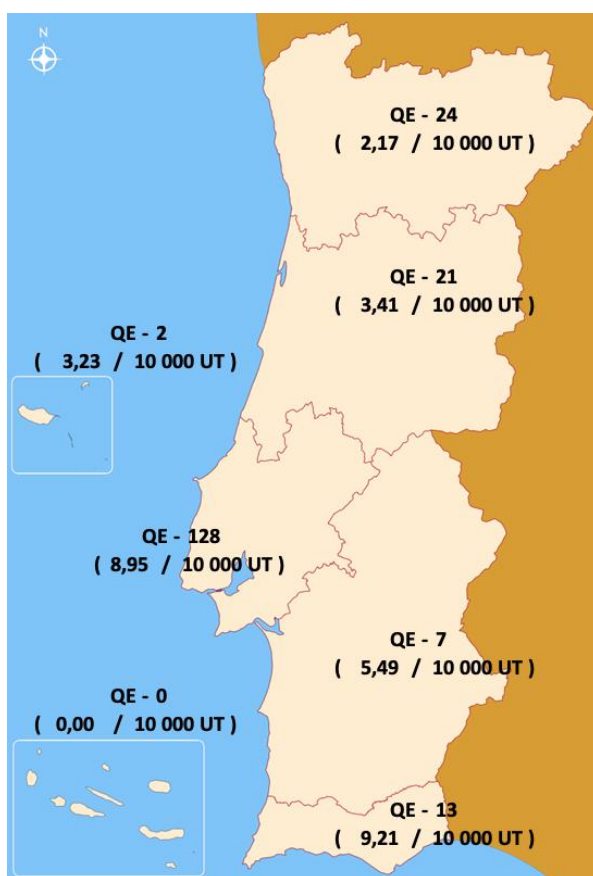 N
QE - 24
( 2,17 / 10 000 UT )
QE - 21
( 3,41 / 10 000 UT )
QE - 2
( 3,23 / 10 000 UT )
QE - 128
( 8,95 / 10 000 UT )
QE - 7
( 5,49 / 10 000 UT )
QE - 0
( 0,00 / 10 000 UT )
QE - 13
( 9,21 / 10 000 UT )